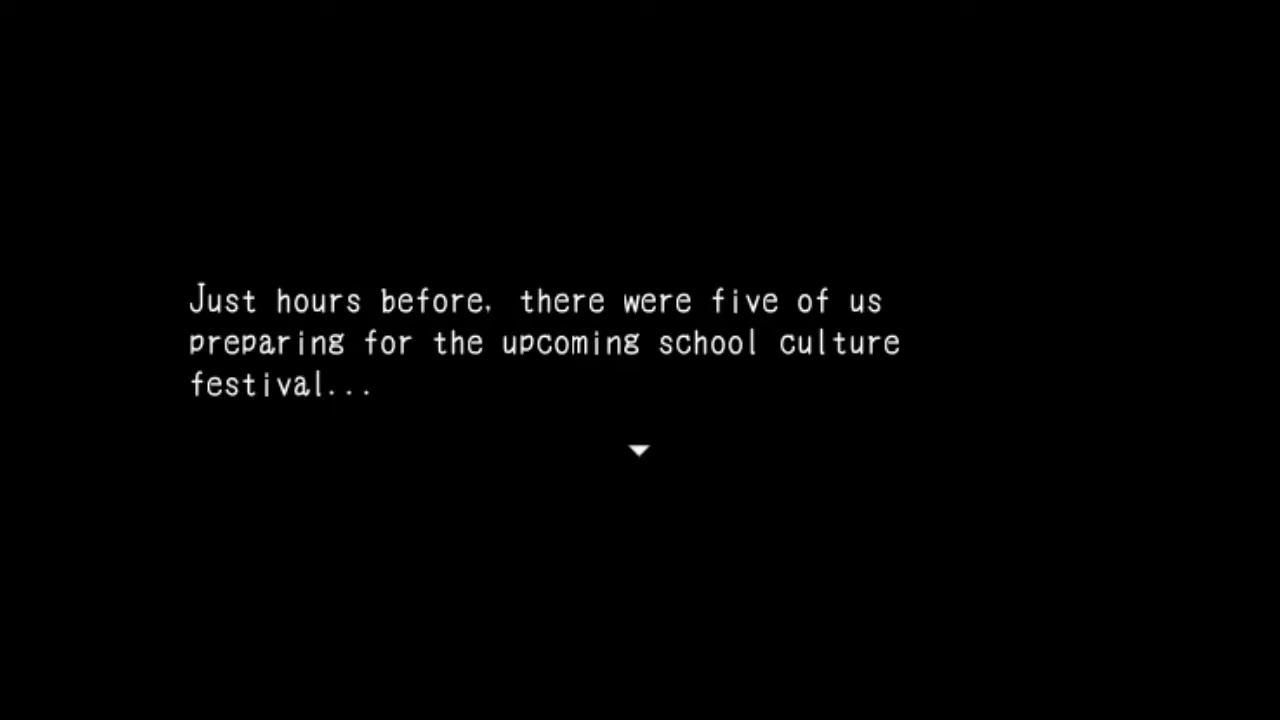 Just hours before, there were five of us
preparing for the upcoming school culture
festival...